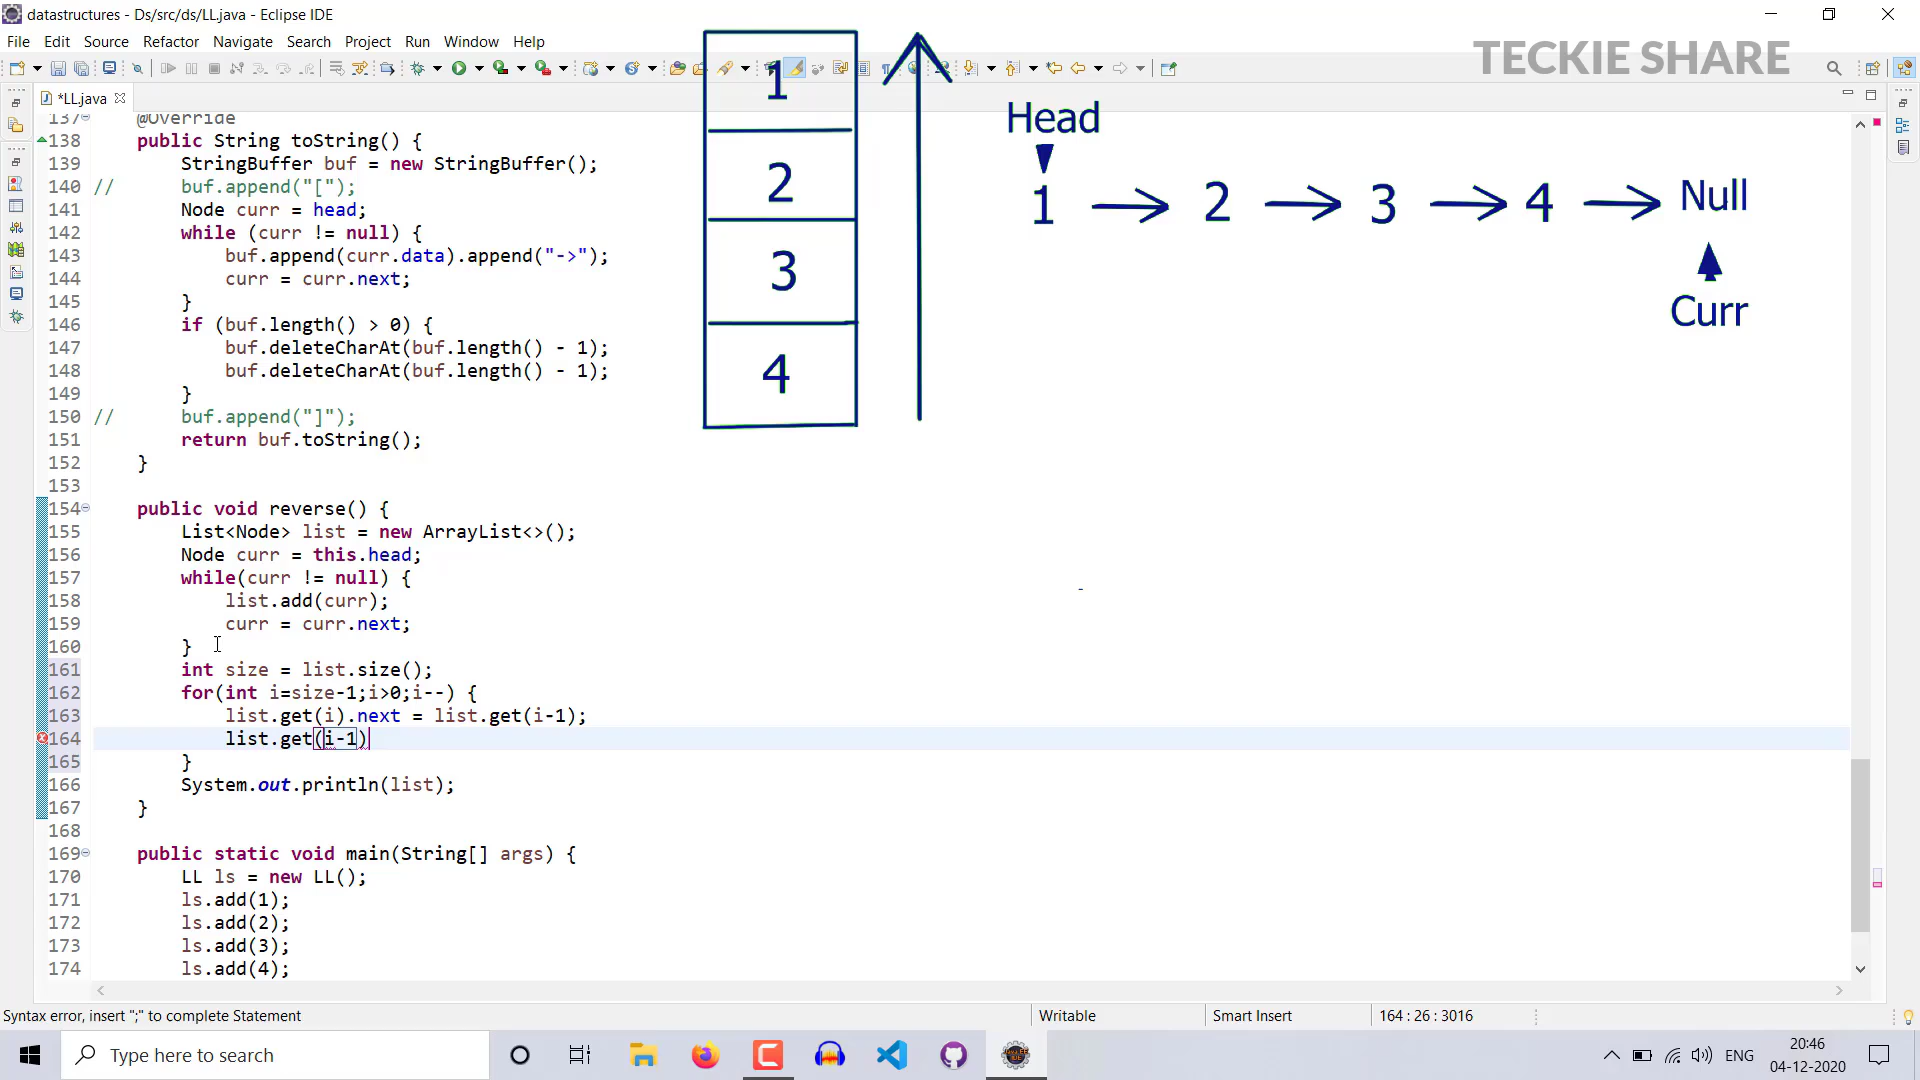 datastructures - Ds/src/ds/LL.java - Eclipse IDE
File Edit Source Refactor Navigate Search Project Run Window Help
TECKIE SHARE
*LL.java
137 @Override
138 public String toString() {
139 StringBuffer buf = new StringBuffer();
140 // buf.append("[");
141 Node curr = head;
142 while (curr != null) {
143 buf.append(curr.data).append("->");
144 curr = curr.next;
145 }
146 if (buf.length() > 0) {
147 buf.deleteCharAt(buf.length() - 1);
148 buf.deleteCharAt(buf.length() - 1);
149 }
150 // buf.append("]");
151 return buf.toString();
152 }
153
154 public void reverse() {
155 List<Node> list = new ArrayList<>();
156 Node curr = this.head;
157 while(curr != null) {
158 list.add(curr);
159 curr = curr.next;
160 }
161 int size = list.size();
162 for(int i=size-1;i>0;i--) {
163 list.get(i).next = list.get(i-1);
164 list.get(i-1)
165 }
166 System.out.println(list);
167 }
168
169 public static void main(String[] args) {
170 LL ls = new LL();
171 ls.add(1);
172 ls.add(2);
173 ls.add(3);
174 ls.add(4);
1
2
3
4
Head
1 2 3 4 Null
Curr
Syntax error, insert ";" to complete Statement
Writable
Smart Insert
164 : 26 : 3016
Type here to search
ENG
20:46
04-12-2020